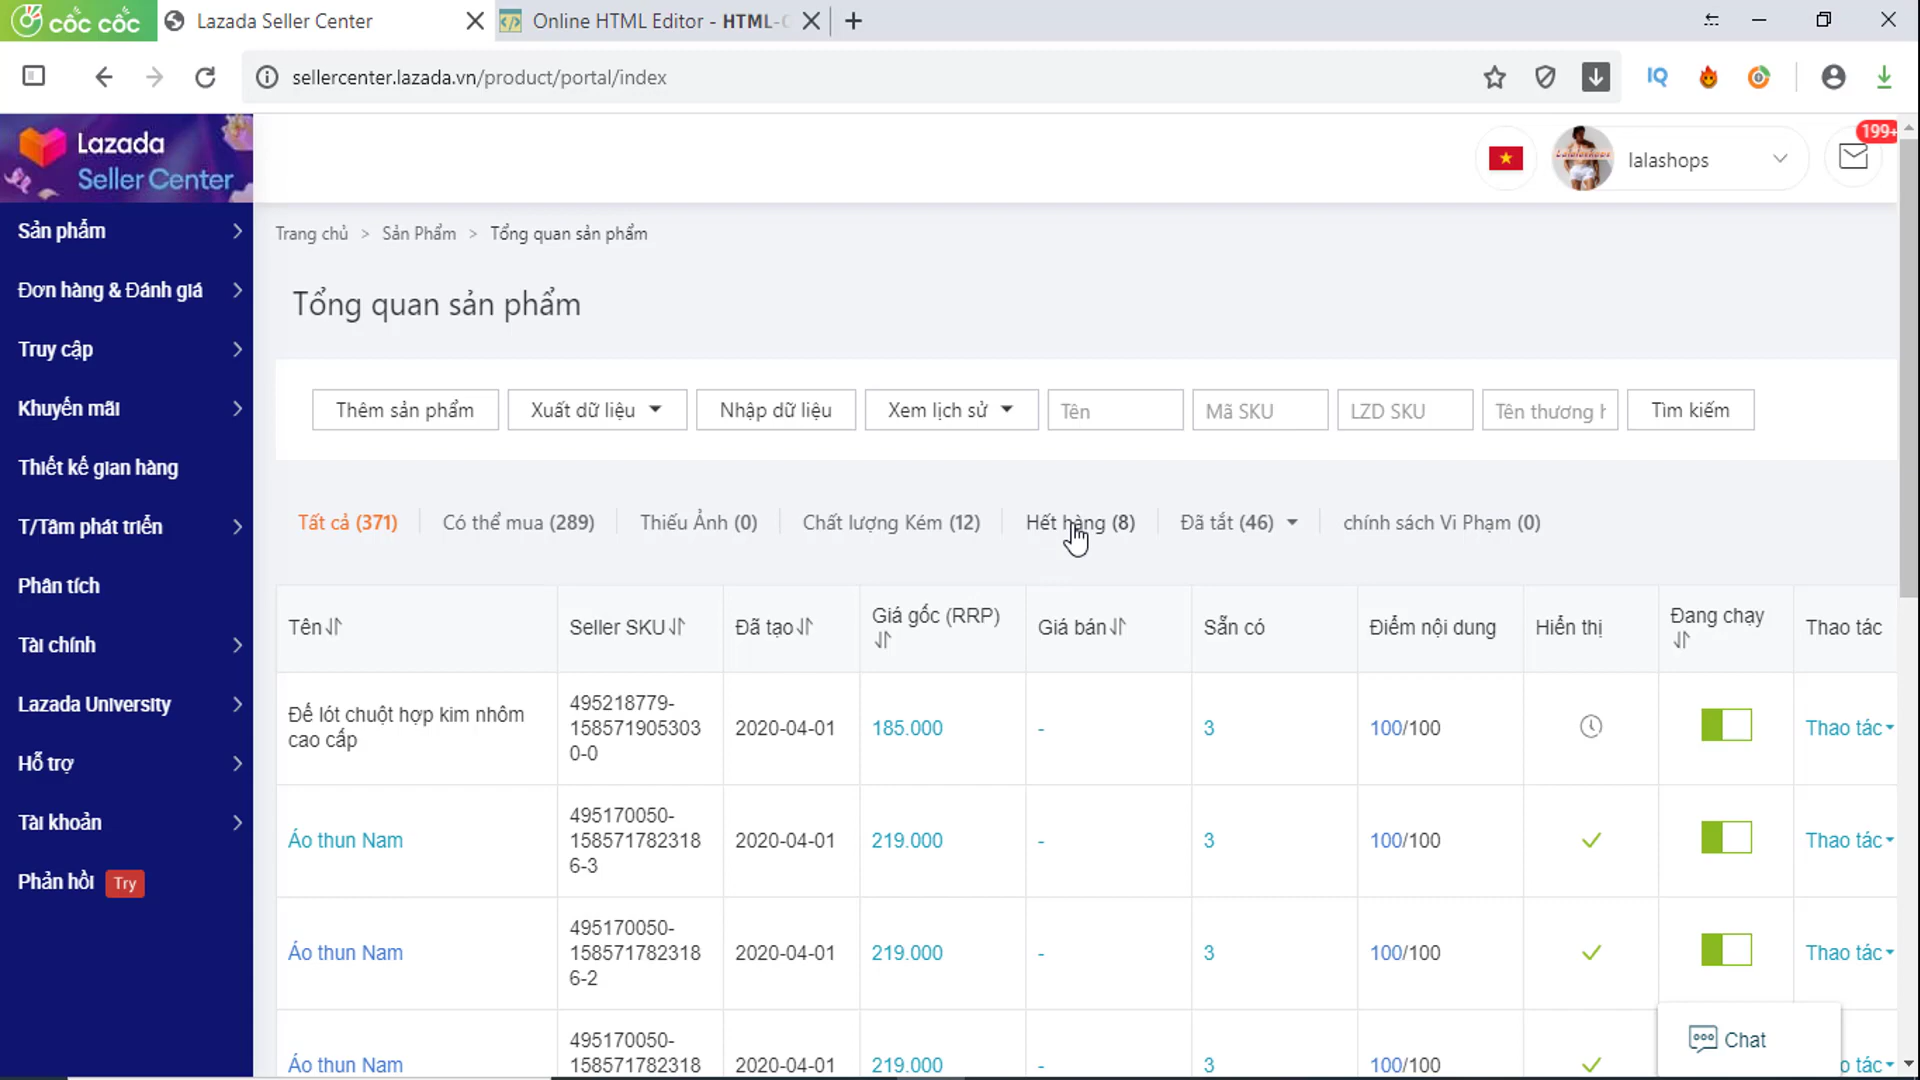 cốc cốc
Lazada Seller Center
Online HTML Editor - HTML-
sellercenter.lazada.vn/product/portal/index
IQ
Lazada
Seller Center
lalashops
199+
Sản phẩm
Đơn hàng & Đánh giá
Truy cập
Khuyến mãi
Thiết kế gian hàng
T/Tâm phát triển
Phân tích
Tài chính
Lazada University
Hỗ trợ
Tài khoản
Phản hồi Try
Trang chủ > Sản Phẩm > Tổng quan sản phẩm
Tổng quan sản phẩm
Thêm sản phẩm Xuất dữ liệu Nhập dữ liệu Xem lịch sử Tên Mã SKU LZD SKU Tên thương h Tìm kiếm
Tất cả (371) Có thể mua (289) Thiếu Ảnh (0) Chất lượng Kém (12) Hết hàng (8) Đã tắt (46) chính sách Vi Phạm (0)
Tên Seller SKU Đã tạo Giá gốc (RRP) Giá bán Sẵn có Điểm nội dung Hiển thị Đang chạy Thao tác
Đế lót chuột hợp kim nhôm
cao cấp
495218779-
158571905303
0-0
2020-04-01 185.000 - 3 100/100 Thao tác
Áo thun Nam
495170050-
158571782318
6-3
2020-04-01 219.000 - 3 100/100 Thao tác
Áo thun Nam
495170050-
158571782318
6-2
2020-04-01 219.000 - 3 100/100 Thao tác
Áo thun Nam
495170050-
158571782318
2020-04-01 219.000 - 3 100/100 o tác
Chat